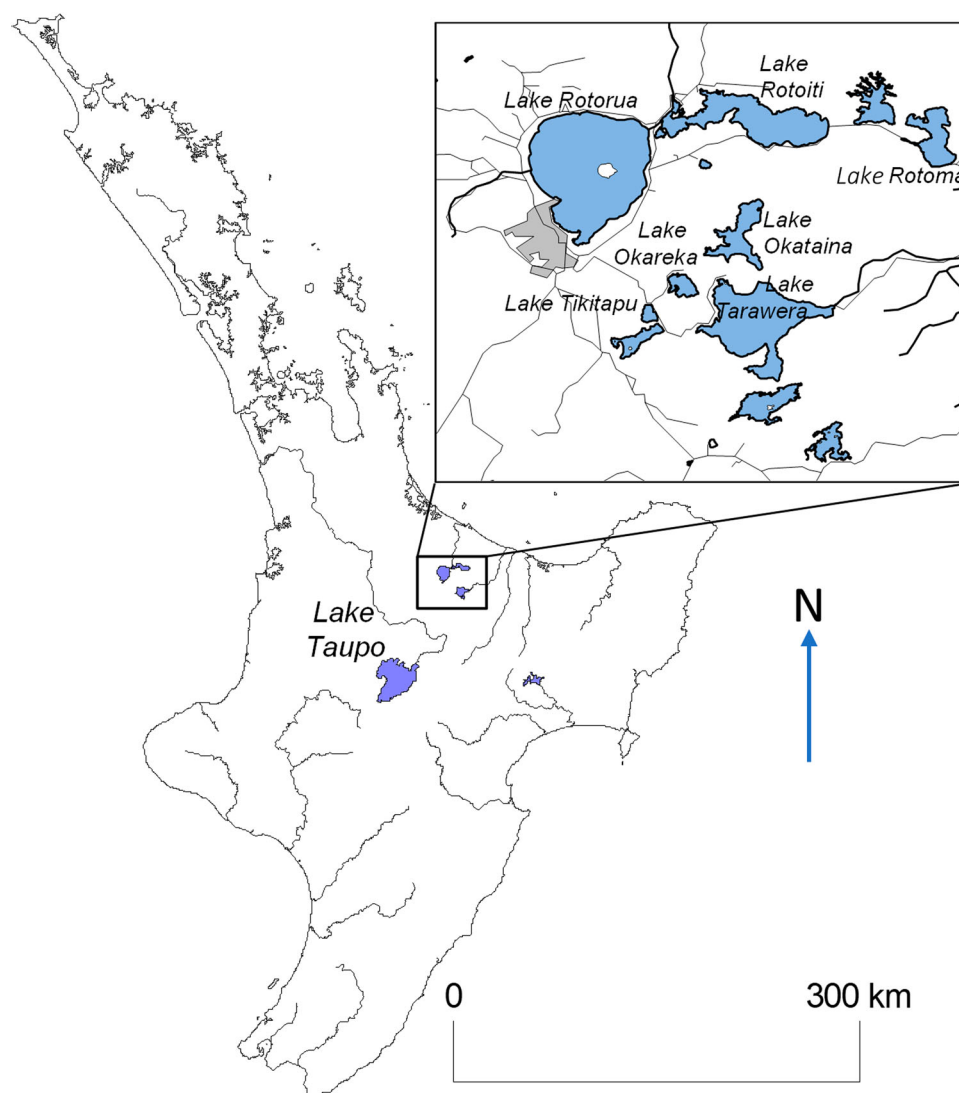 Lake
Rotoiti
Lake Rotorua
Lake Rotoma
Lake
Okareka
Lake
Okataina
Lake Tikitapu
Lake
Tarawera
Lake
Taupo
N
0
300 km